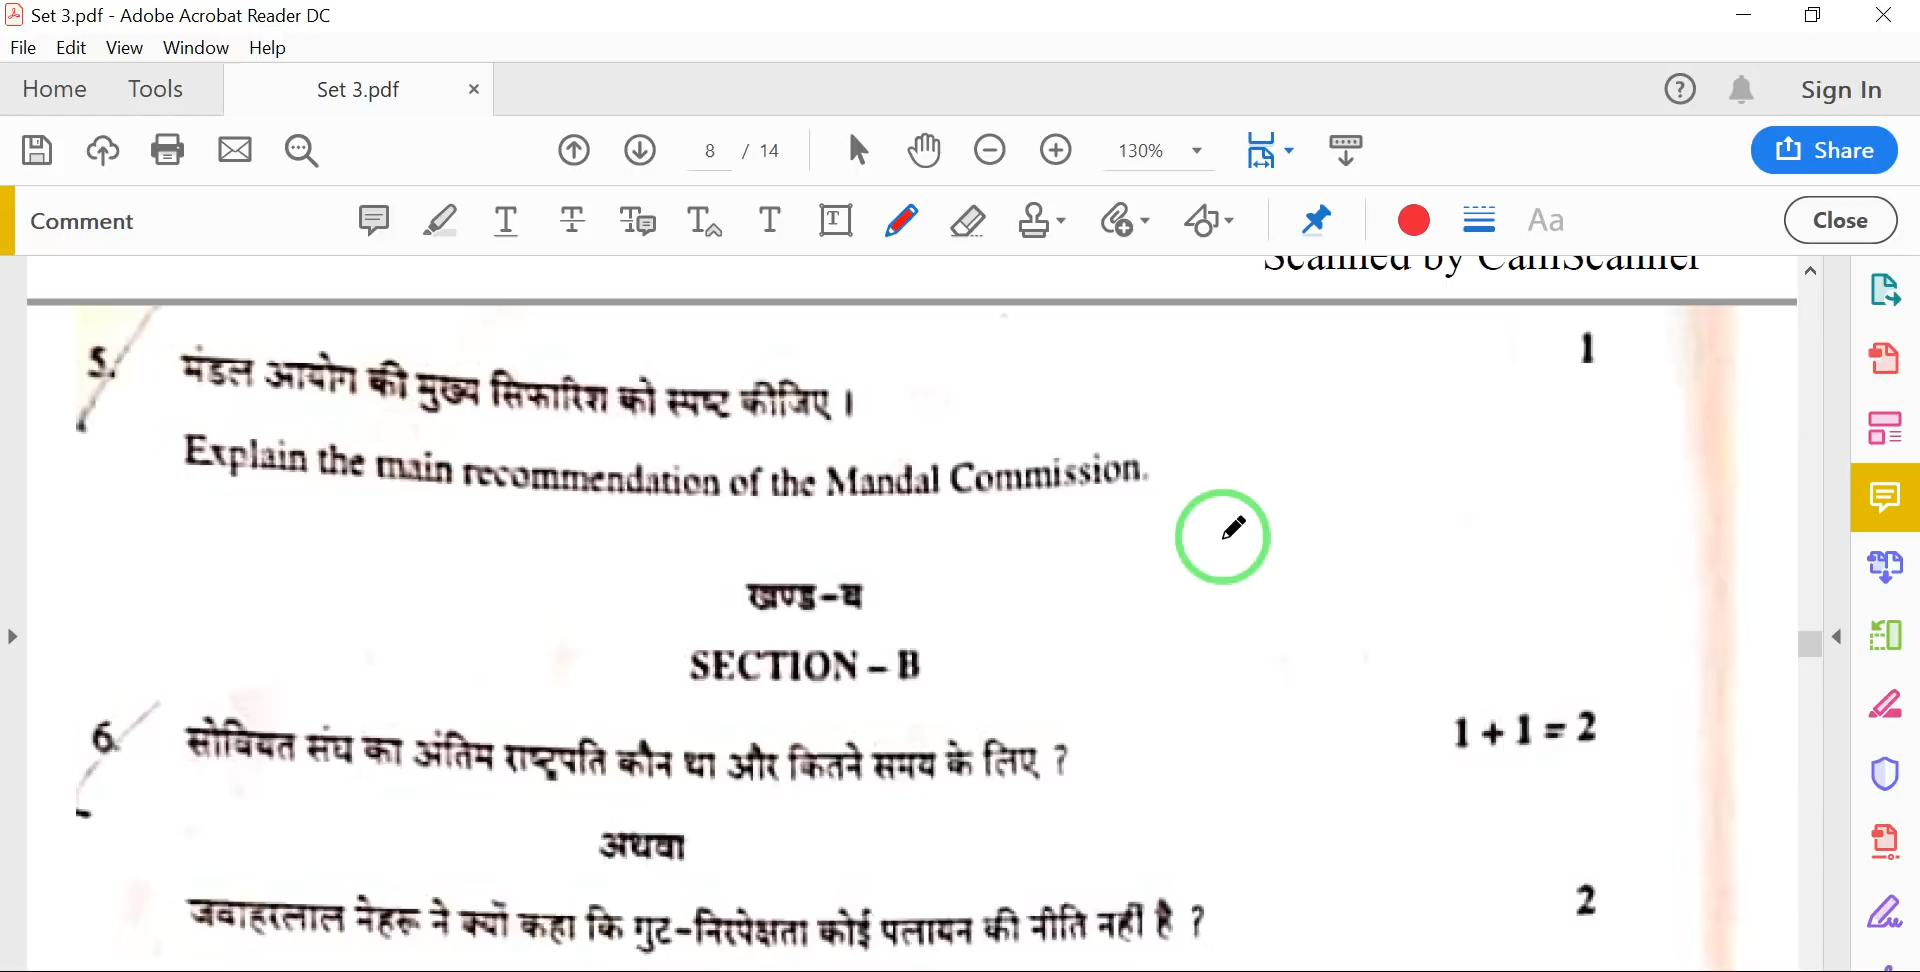 Set 3.pdf - Adobe Acrobat Reader DC
File Edit View Window Help
Home Tools Set 3.pdf × Sign In
8 / 14 130% Share
Comment Aa Close
Scanned by CamScanner
5. मंडल आयोग की मुख्य सिफारिश को स्पष्ट कीजिए । 1
Explain the main recommendation of the Mandal Commission.
खण्ड-ब
SECTION – B
6. सोवियत संघ का अंतिम राष्ट्रपति कौन था और कितने समय के लिए ? 1 + 1 = 2
अथवा
जवाहरलाल नेहरू ने क्यों कहा कि गुट-निरपेक्षता कोई पलायन की नीति नहीं है ? 2